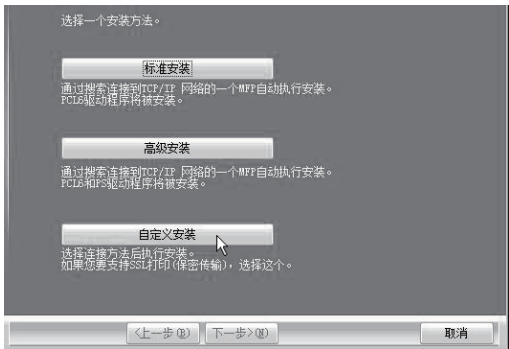 选择一个安装方法。
标准安装
通过搜索连接到TCP/IP 网络的一个MFP自动执行安装。
PCL6驱动程序将被安装。
高级安装
通过搜索连接到TCP/IP 网络的一个MFP自动执行安装。
PCL6和PS驱动程序将被安装。
自定义安装
选择连接方法后执行安装。
如果您要支持SSL打印(保密传输)，选择这个。
<上一步(B) 下一步>(N) 取消